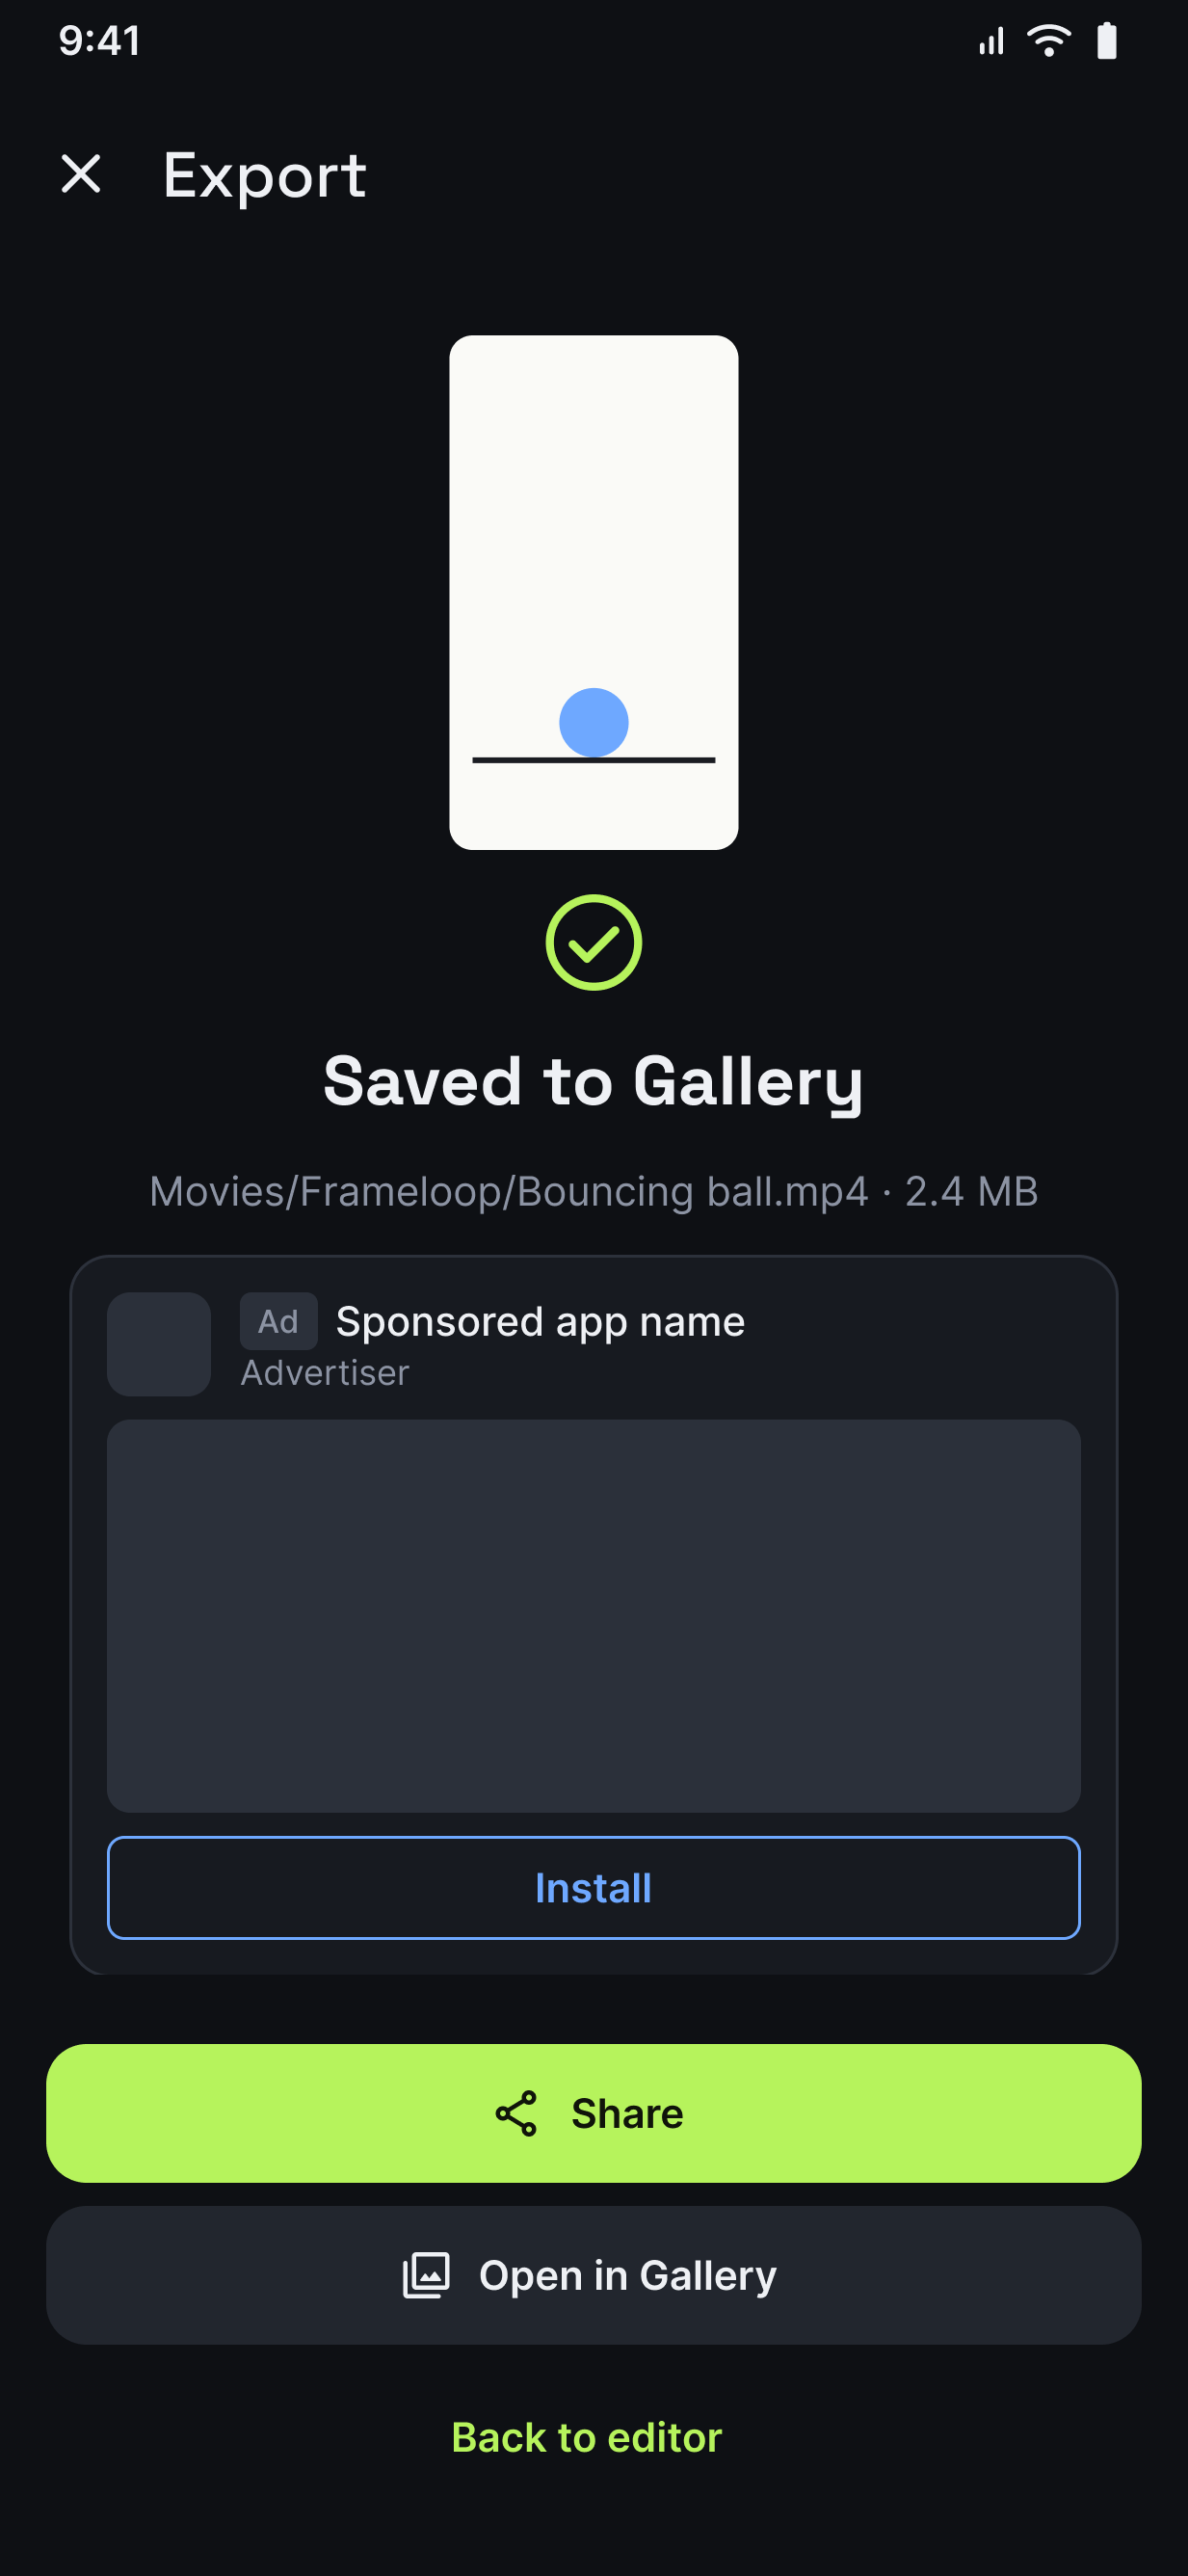 9:41
Export
Saved to Gallery
Movies/Frameloop/Bouncing ball.mp4 · 2.4 MB
Ad Sponsored app name
Advertiser
Install
Share
Open in Gallery
Back to editor